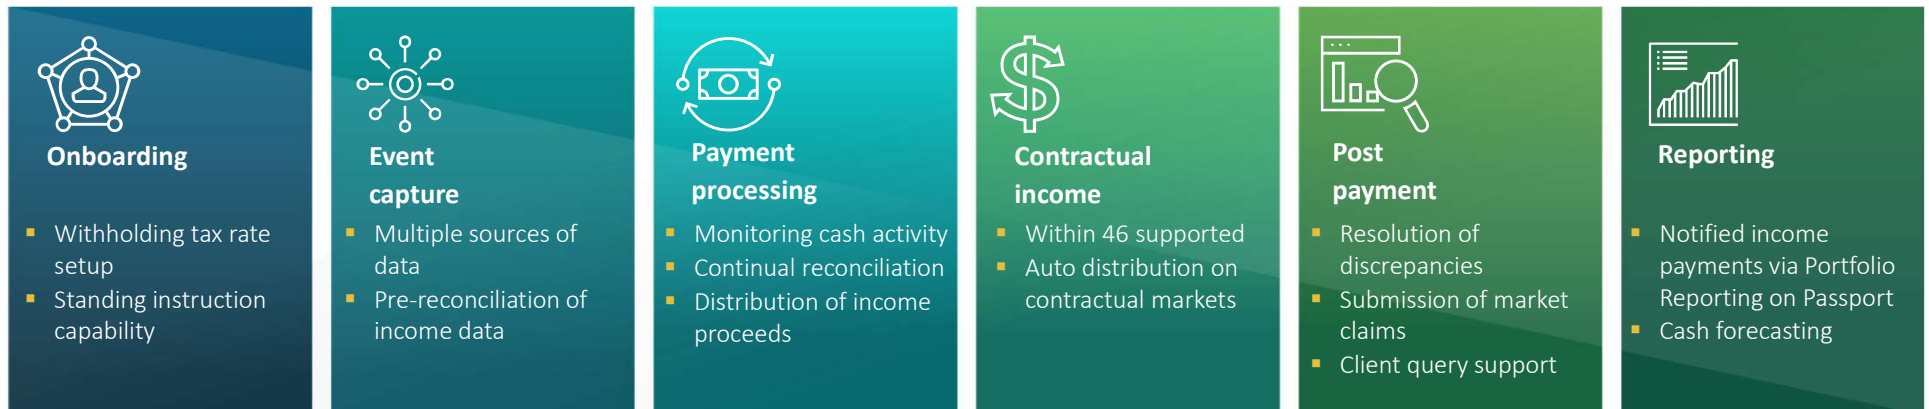 Onboarding
Withholding tax rate
setup
Standing instruction
capability
Event
capture
Multiple sources of
data
Pre-reconciliation of
income data
Payment
processing
Monitoring cash activity
Continual reconciliation
Distribution of income
proceeds
Contractual
income
Within 46 supported
Auto distribution on
contractual markets
Post
payment
Resolution of
discrepancies
Submission of market
claims
Client query support
Reporting
Notified income
payments via Portfolio
Reporting on Passport
Cash forecasting